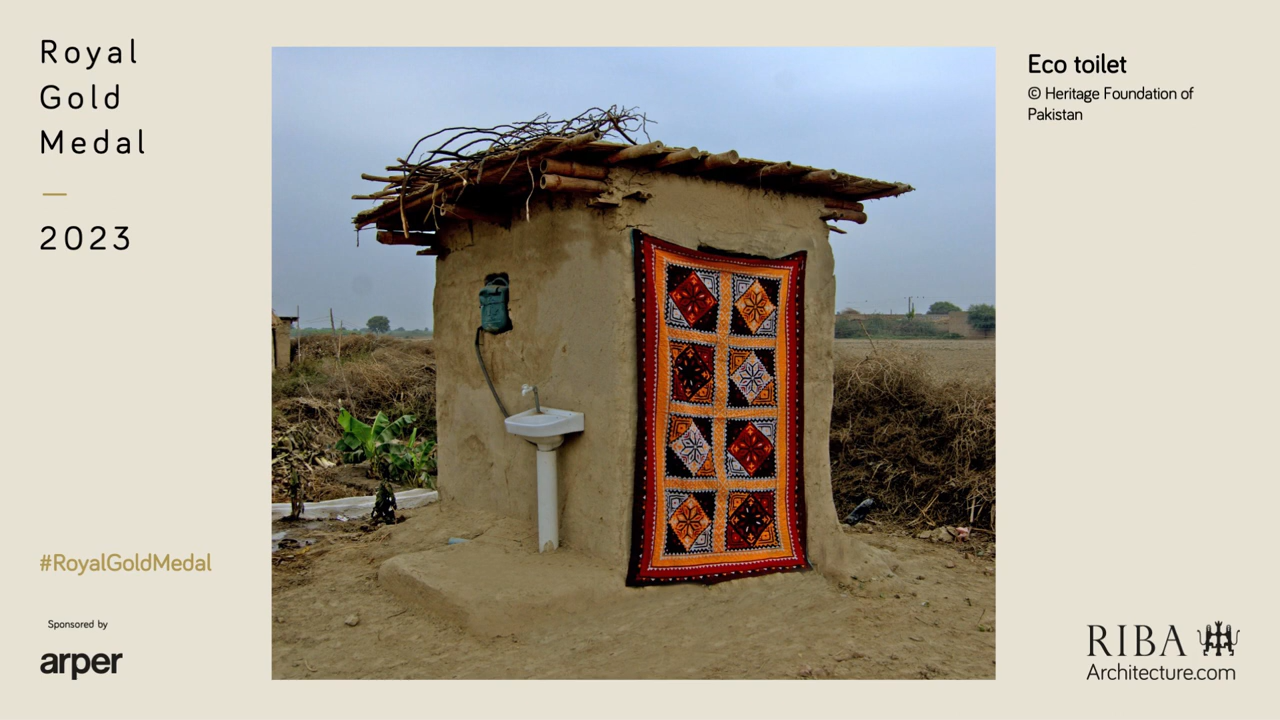 Royal
Gold
Medal
2023
#RoyalGoldMedal
Sponsored by
arper
Eco toilet
© Heritage Foundation of
Pakistan
RIBA
Architecture.com